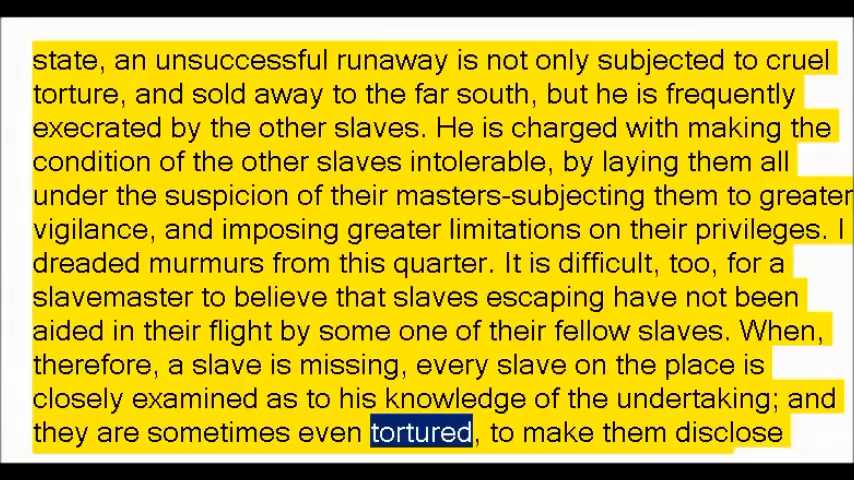 state, an unsuccessful runaway is not only subjected to cruel
torture, and sold away to the far south, but he is frequently
execrated by the other slaves. He is charged with making the
condition of the other slaves intolerable, by laying them all
under the suspicion of their masters-subjecting them to greater
vigilance, and imposing greater limitations on their privileges. I
dreaded murmurs from this quarter. It is difficult, too, for a
slavemaster to believe that slaves escaping have not been
aided in their flight by some one of their fellow slaves. When,
therefore, a slave is missing, every slave on the place is
closely examined as to his knowledge of the undertaking; and
they are sometimes even tortured, to make them disclose